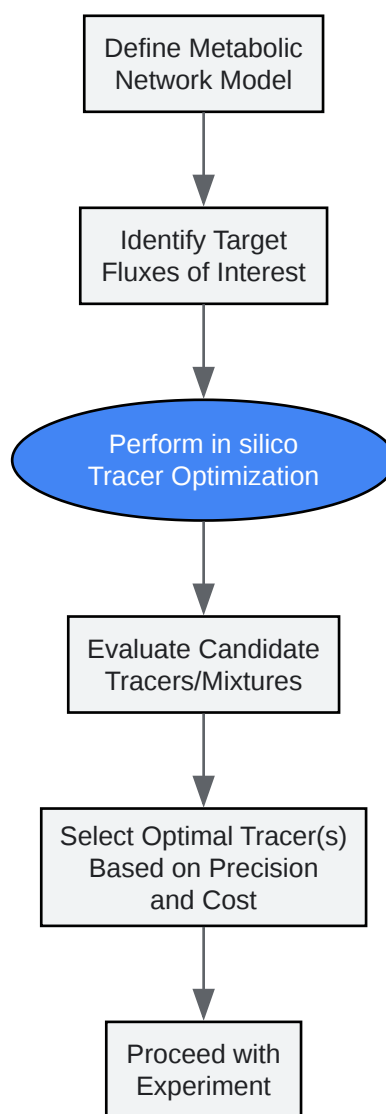 Define Metabolic
Network Model
Identify Target
Fluxes of Interest
Perform in silico
Tracer Optimization
Evaluate Candidate
Tracers/Mixtures
Select Optimal Tracer(s)
Based on Precision
and Cost
Proceed with
Experiment